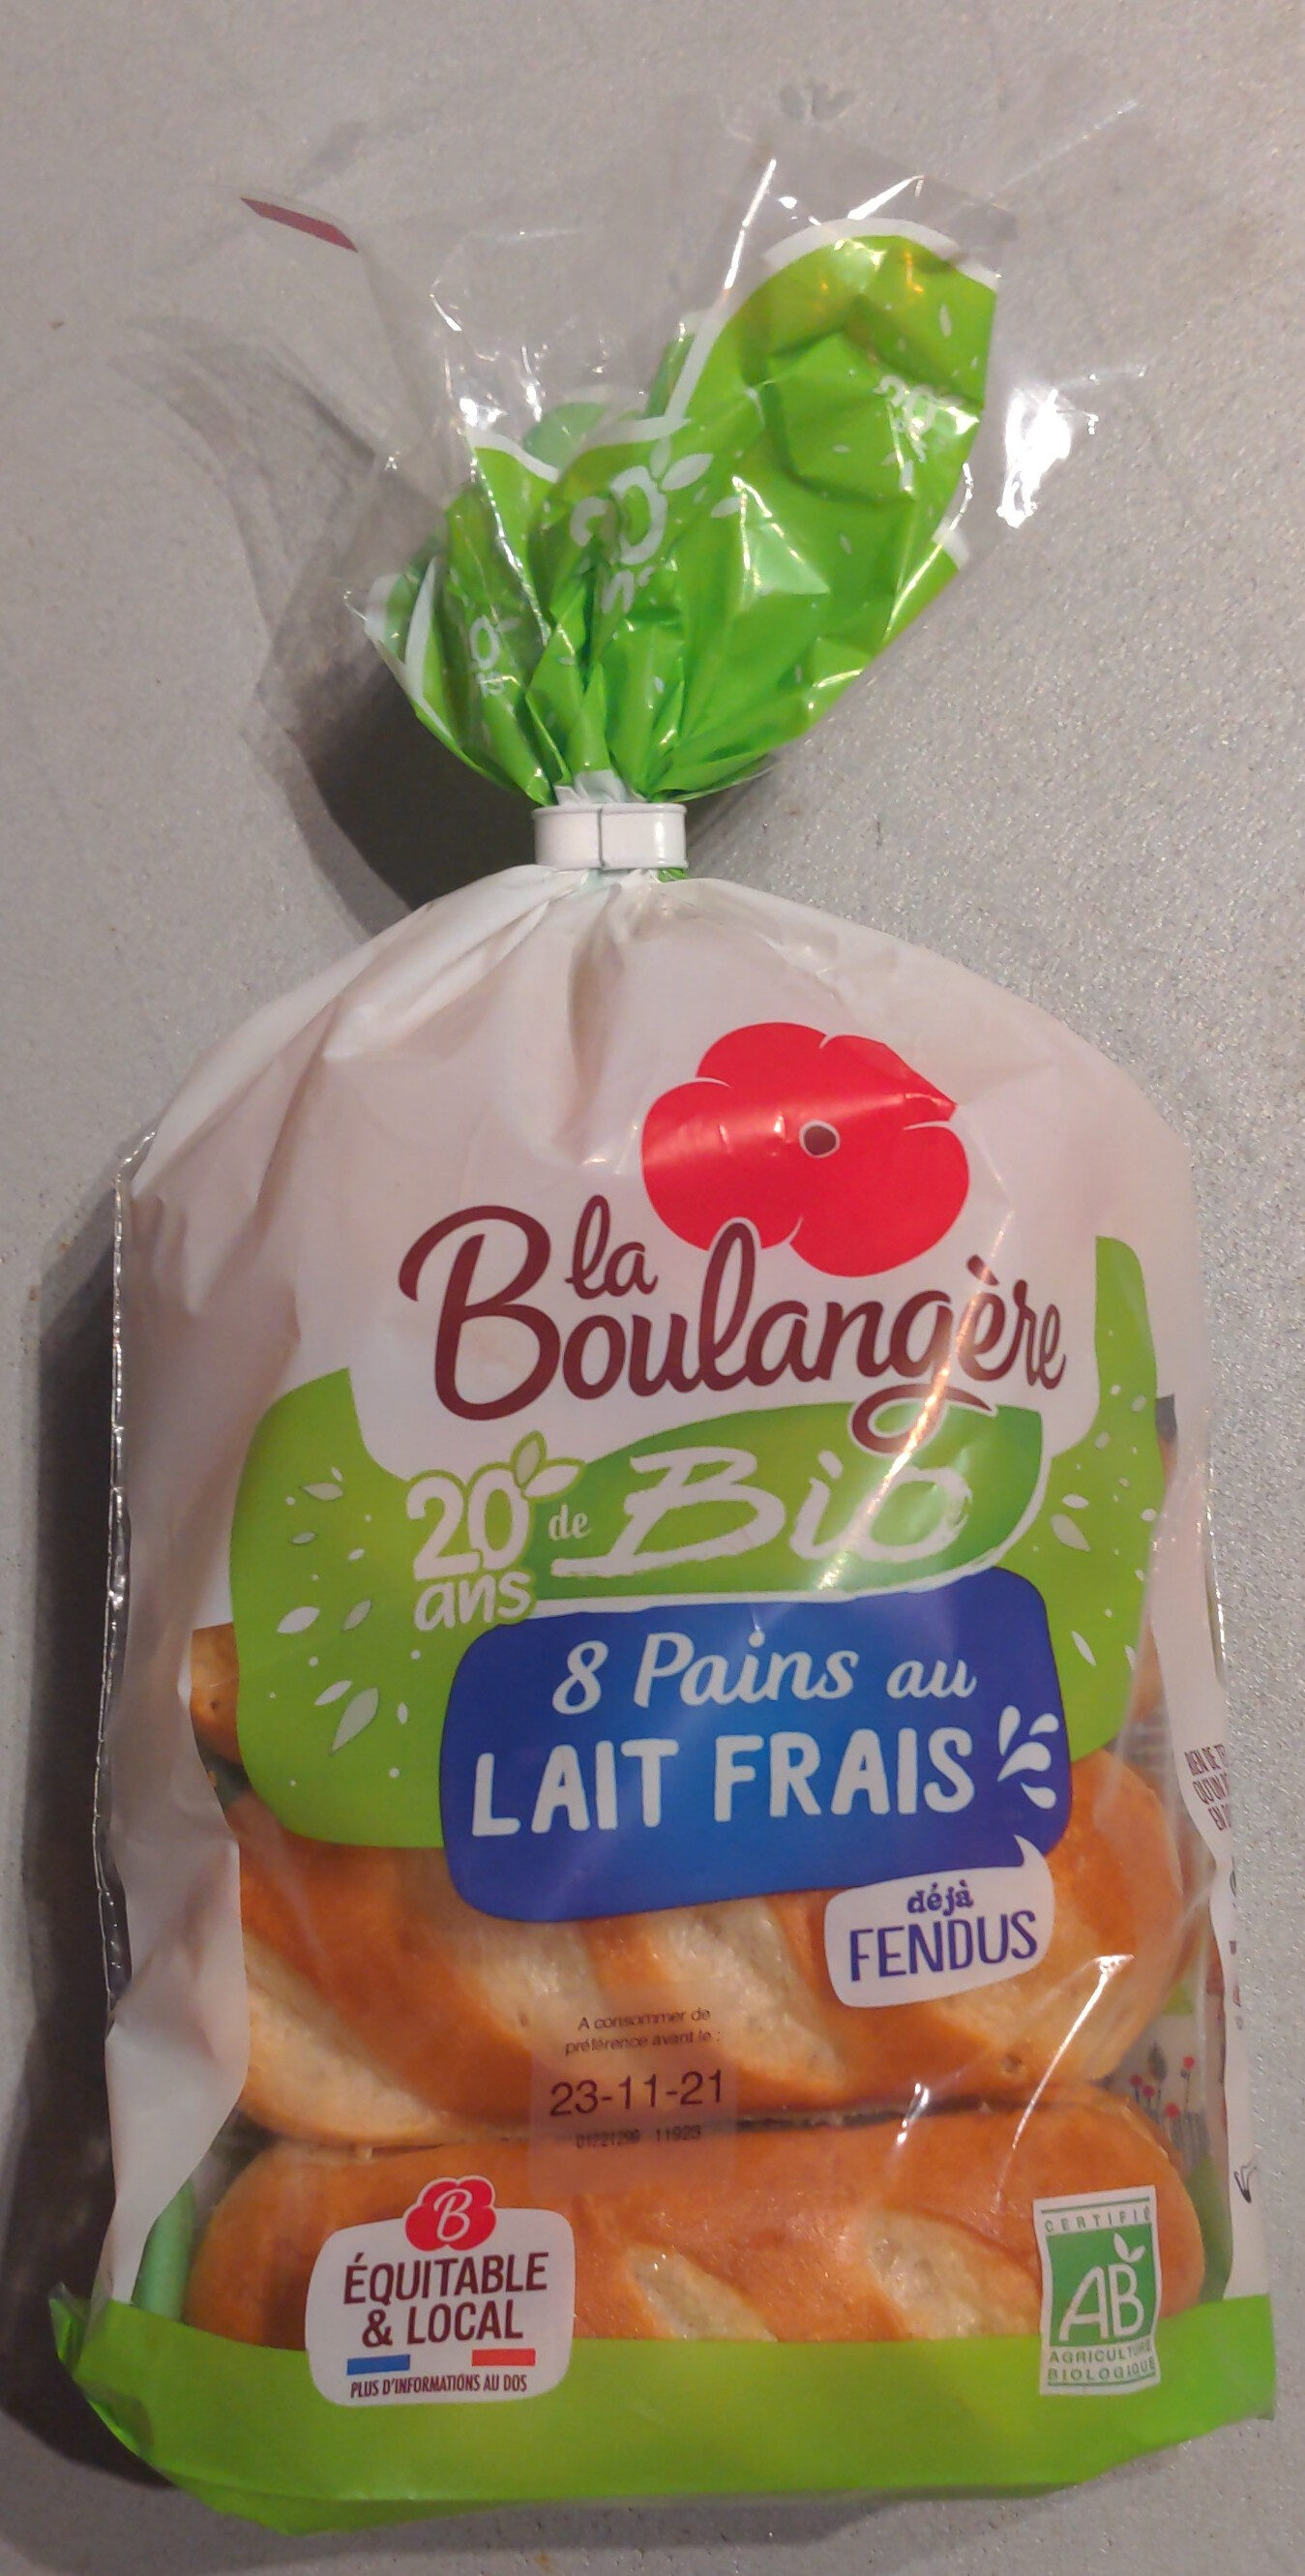 la
Boulangère
20 ans de Bio
8 Pains au
LAIT FRAIS
déjà
FENDUS
A consommer de
préférence avant le :
23-11-21
11923
B
ÉQUITABLE
& LOCAL
PLUS D'INFORMATIONS AU DOS
CERTIFIÉ
AB
AGRICULTURE
BIOLOGIQUE